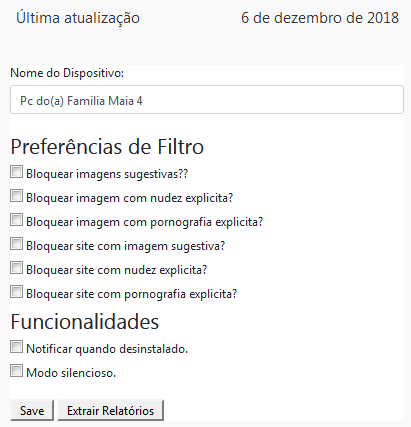 Última atualização 6 de dezembro de 2018
Nome do Dispositivo:
Pc do(a) Familia Maia 4
Preferências de Filtro
Bloquear imagens sugestivas??
Bloquear imagem com nudez explicita?
Bloquear imagem com pornografia explicita?
Bloquear site com imagem sugestiva?
Bloquear site com nudez explicita?
Bloquear site com pornografia explicita?
Funcionalidades
Notificar quando desinstalado.
Modo silencioso.
Save Extrair Relatórios